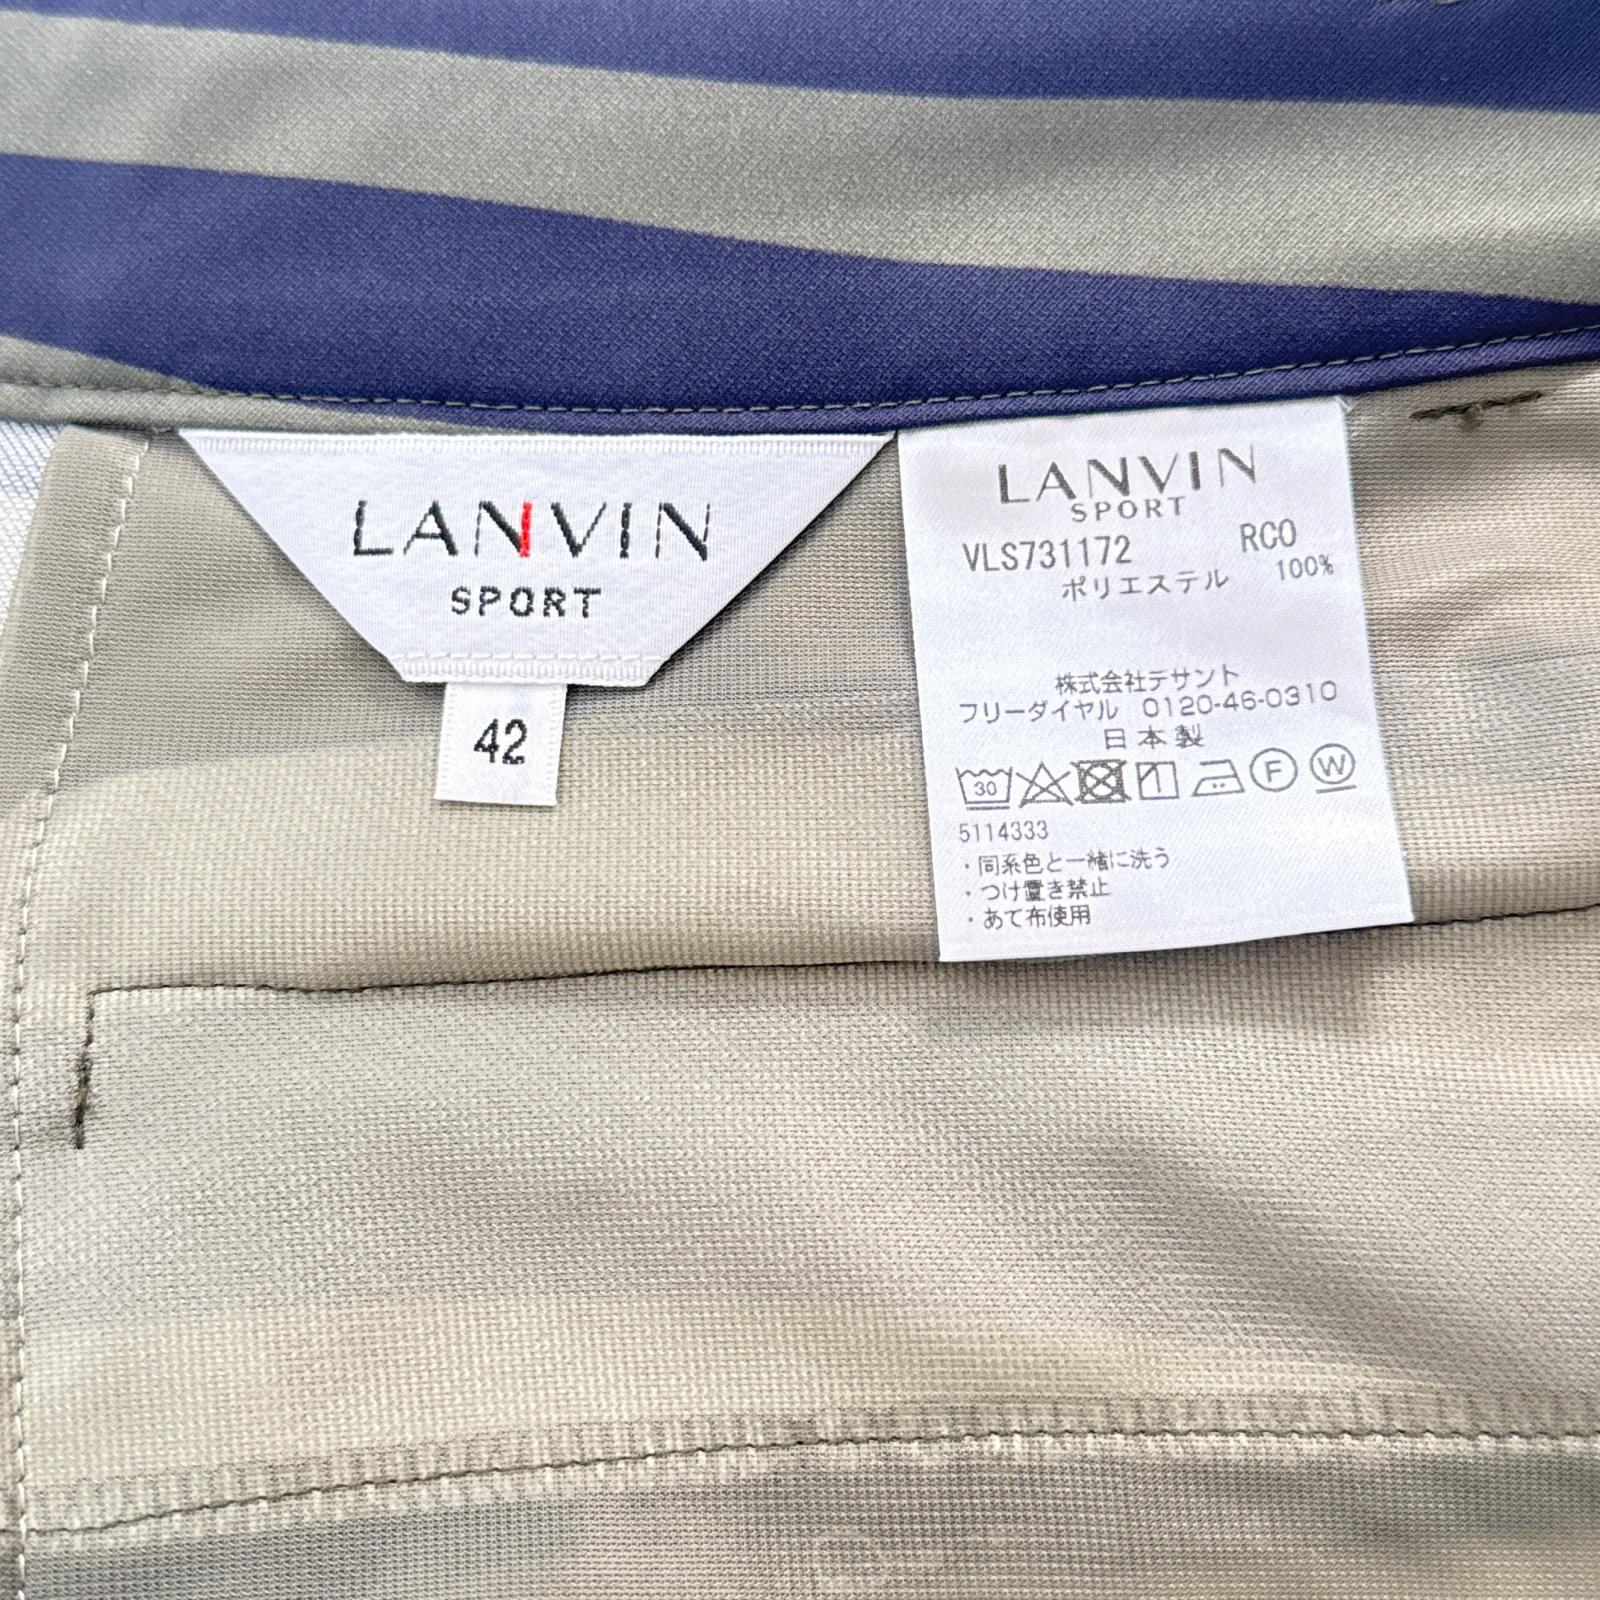 LANVIN
SPORT
42
LANVIN
SPORT
VLS731172 RCO
ポリエステル 100%
株式会社デサント
フリーダイヤル 0120-46-0310
日本製
30 F W
5114333
・同系色と一緒に洗う
・つけ置き禁止
・あて布使用